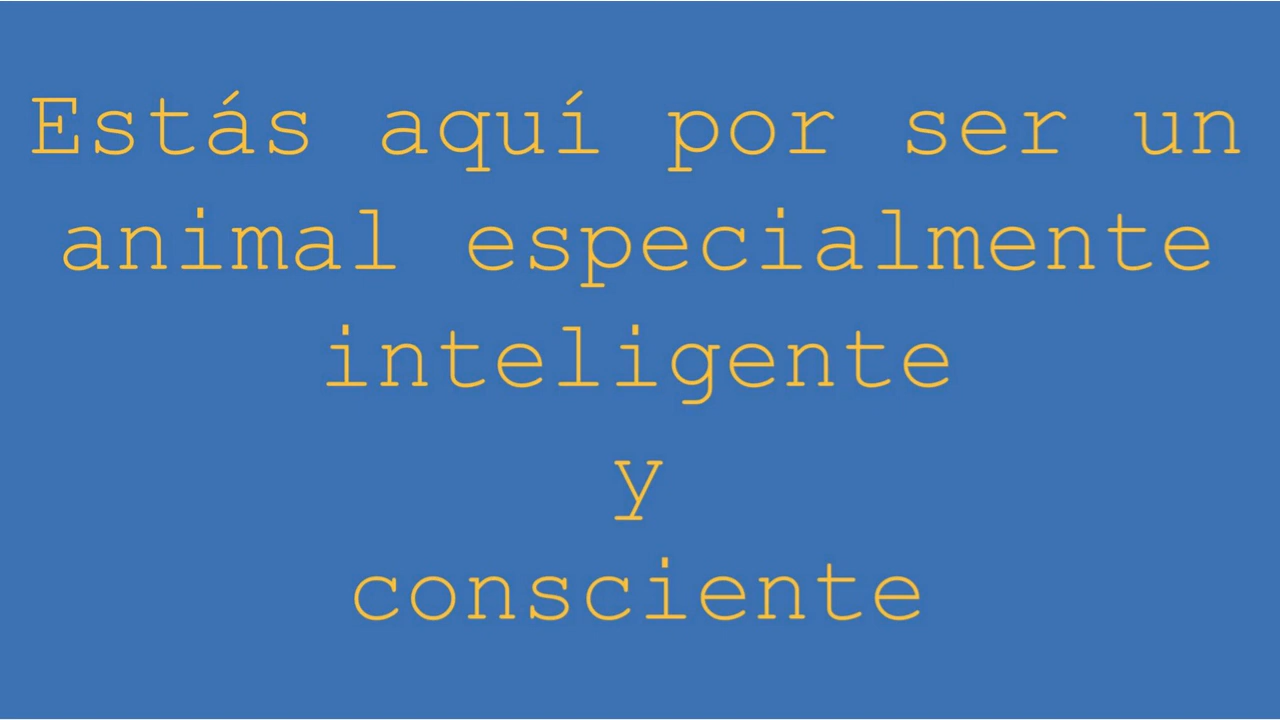 Estás aquí por ser un
animal especialmente
inteligente
y
consciente